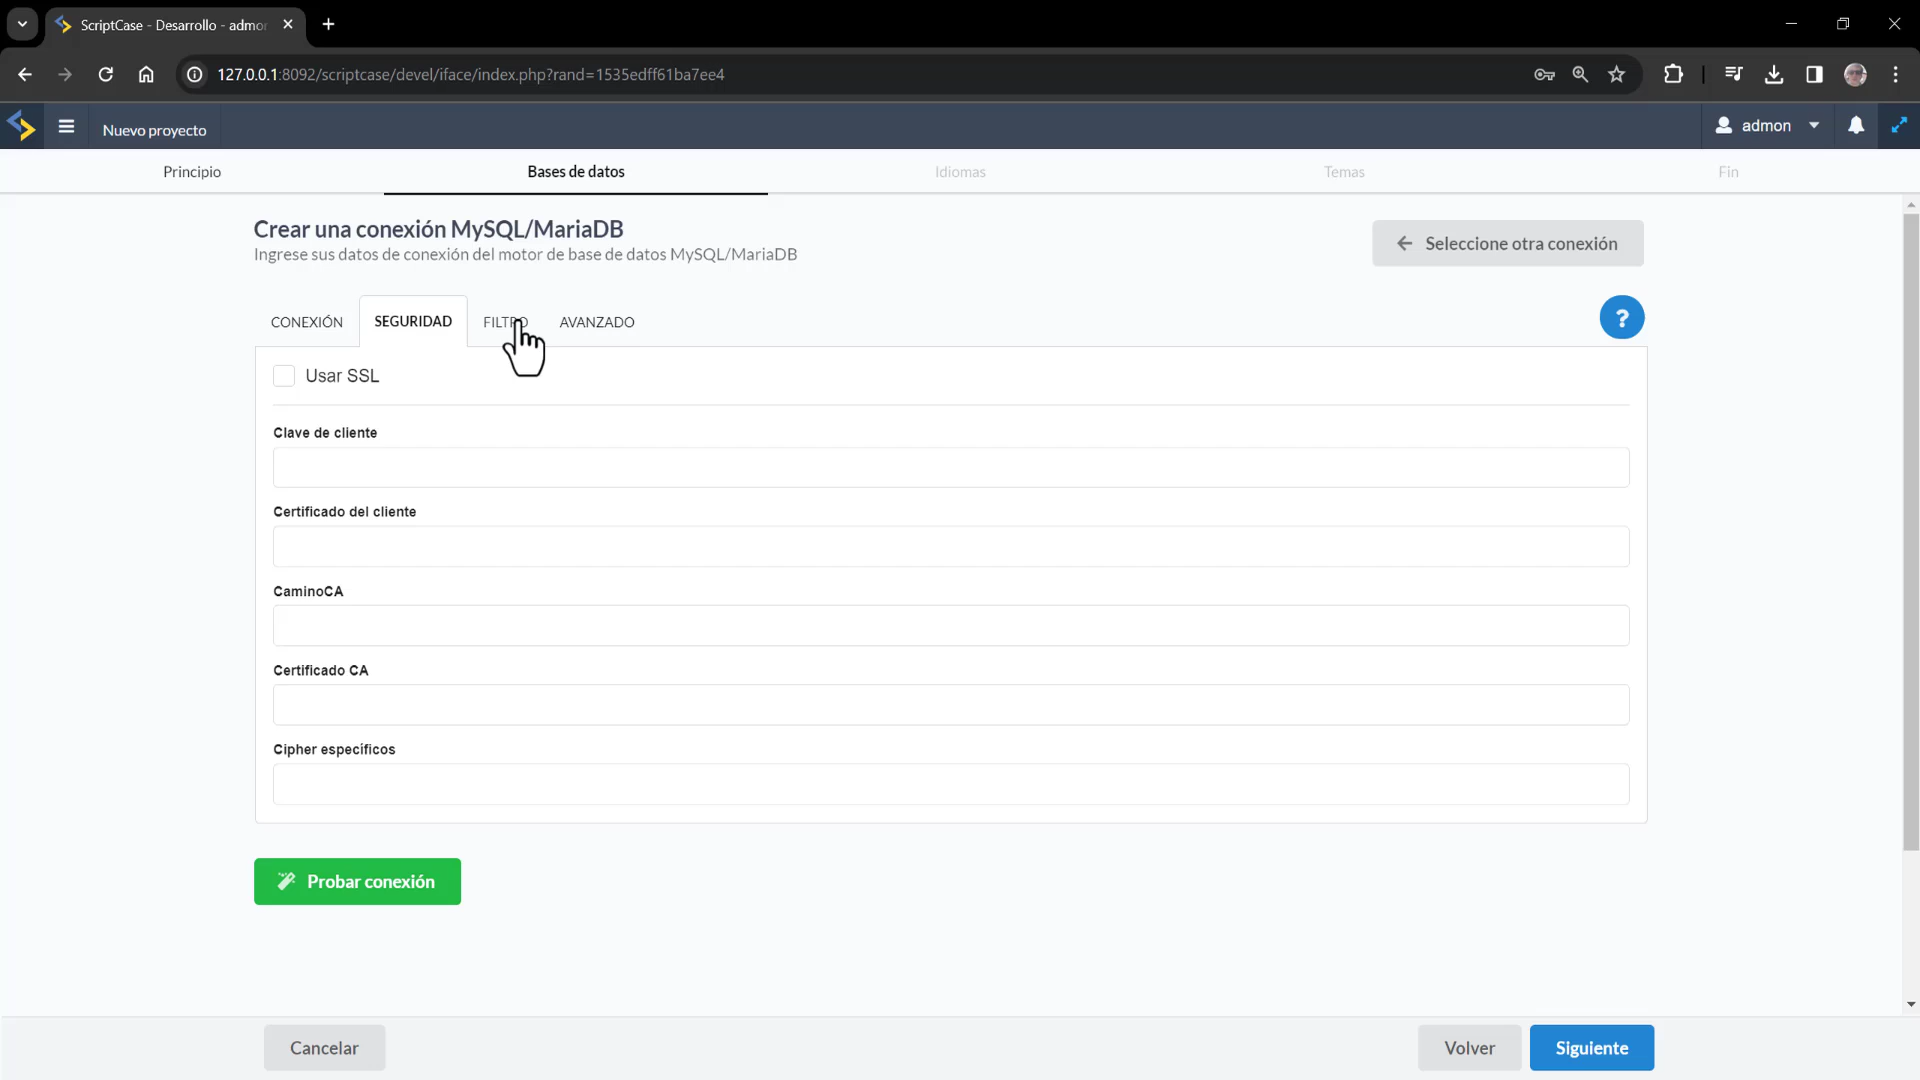 ScriptCase - Desarrollo - admon
127.0.0.1:8092/scriptcase/devel/iface/index.php?rand=1535edff61ba7ee4
Nuevo proyecto
admon
Principio
Bases de datos
Idiomas
Temas
Fin
Crear una conexión MySQL/MariaDB
Ingrese sus datos de conexión del motor de base de datos MySQL/MariaDB
Seleccione otra conexión
CONEXIÓN
SEGURIDAD
FILTRO
AVANZADO
?
Usar SSL
Clave de cliente
Certificado del cliente
CaminoCA
Certificado CA
Cipher específicos
Probar conexión
Cancelar
Volver
Siguiente